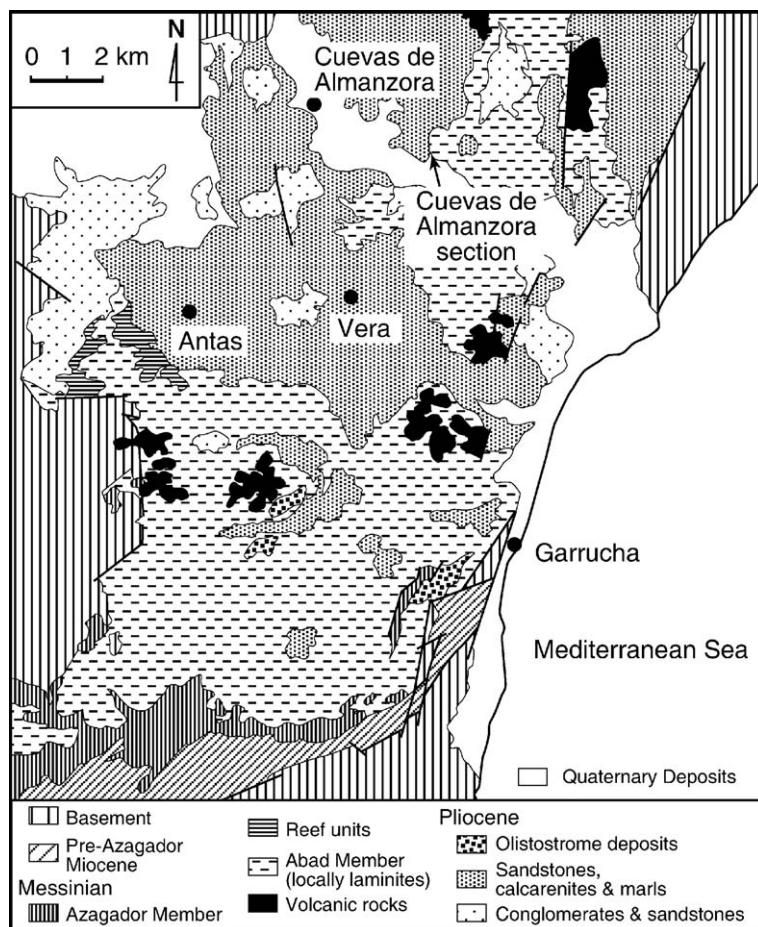 N
0 1 2 km
Cuevas de
Almanzora
Cuevas de
Almanzora
section
Antas
Vera
Garrucha
Mediterranean Sea
Quaternary Deposits
Basement
Pre-Azagador
Miocene
Messinian
Azagador Member
Reef units
Abad Member
(locally laminites)
Volcanic rocks
Pliocene
Olistostrome deposits
Sandstones,
calcarenites & marls
Conglomerates & sandstones